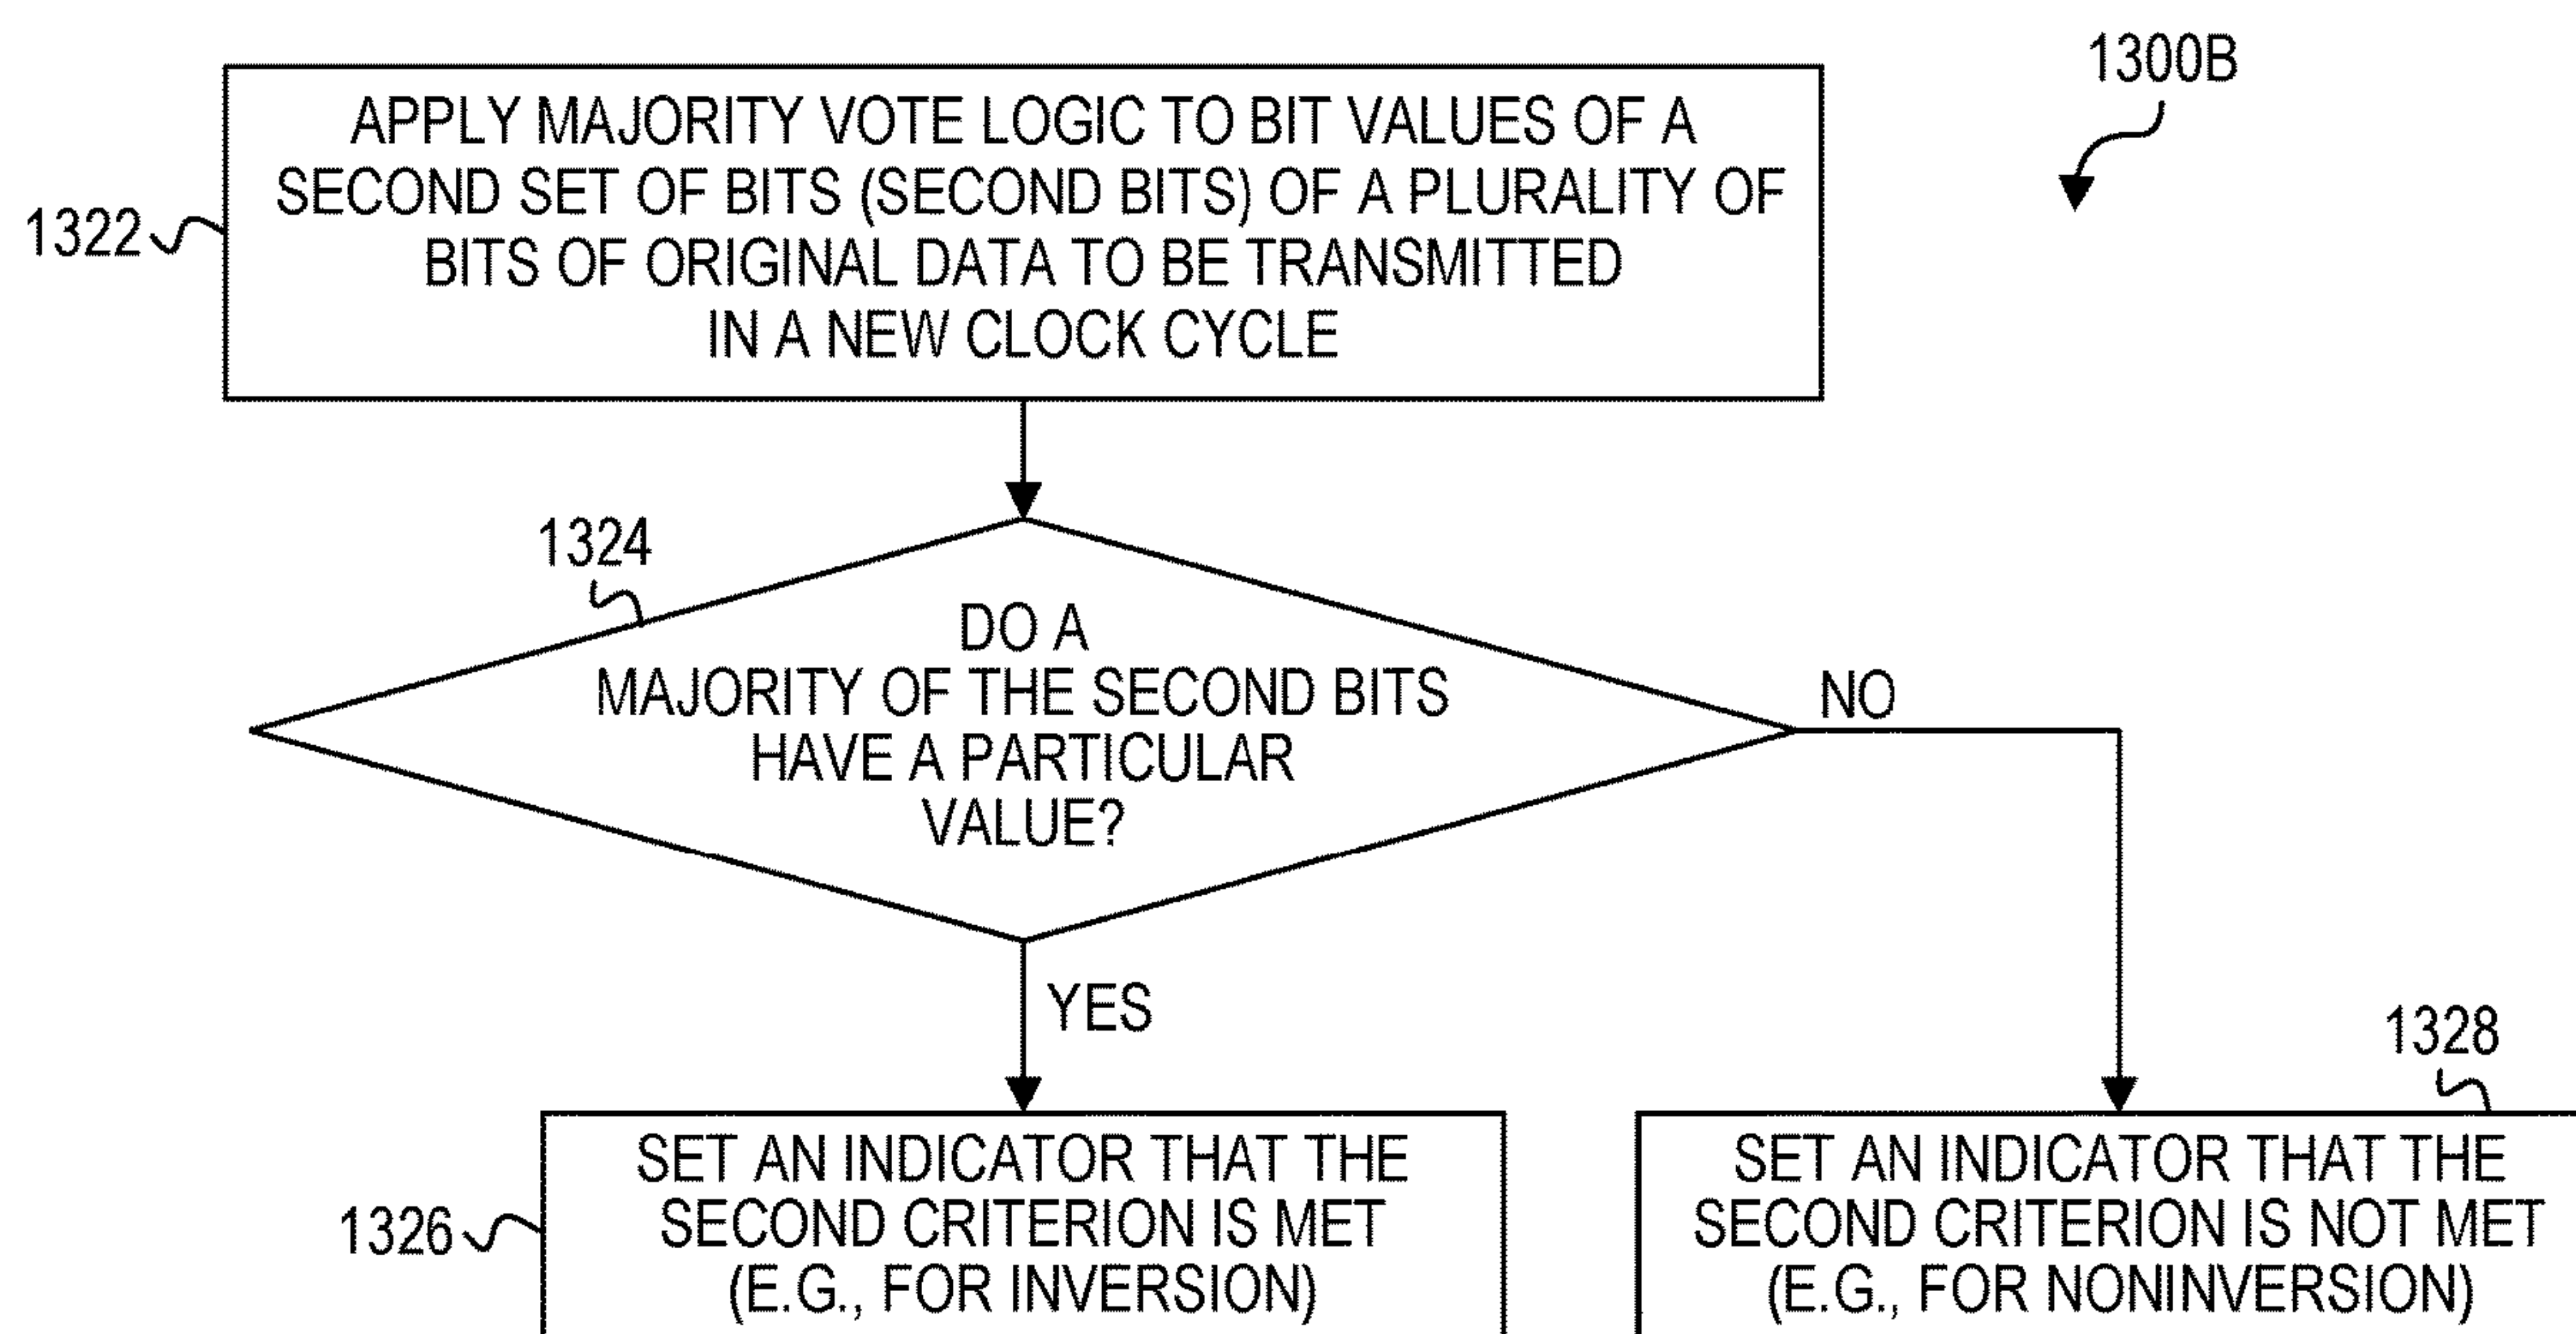 1300B
APPLY MAJORITY VOTE LOGIC TO BIT VALUES OF A
SECOND SET OF BITS (SECOND BITS) OF A PLURALITY OF
BITS OF ORIGINAL DATA TO BE TRANSMITTED
IN A NEW CLOCK CYCLE
1322
1324
DO A
MAJORITY OF THE SECOND BITS
HAVE A PARTICULAR
VALUE?
NO
YES
1326
SET AN INDICATOR THAT THE
SECOND CRITERION IS MET
(E.G., FOR INVERSION)
1328
SET AN INDICATOR THAT THE
SECOND CRITERION IS NOT MET
(E.G., FOR NONINVERSION)